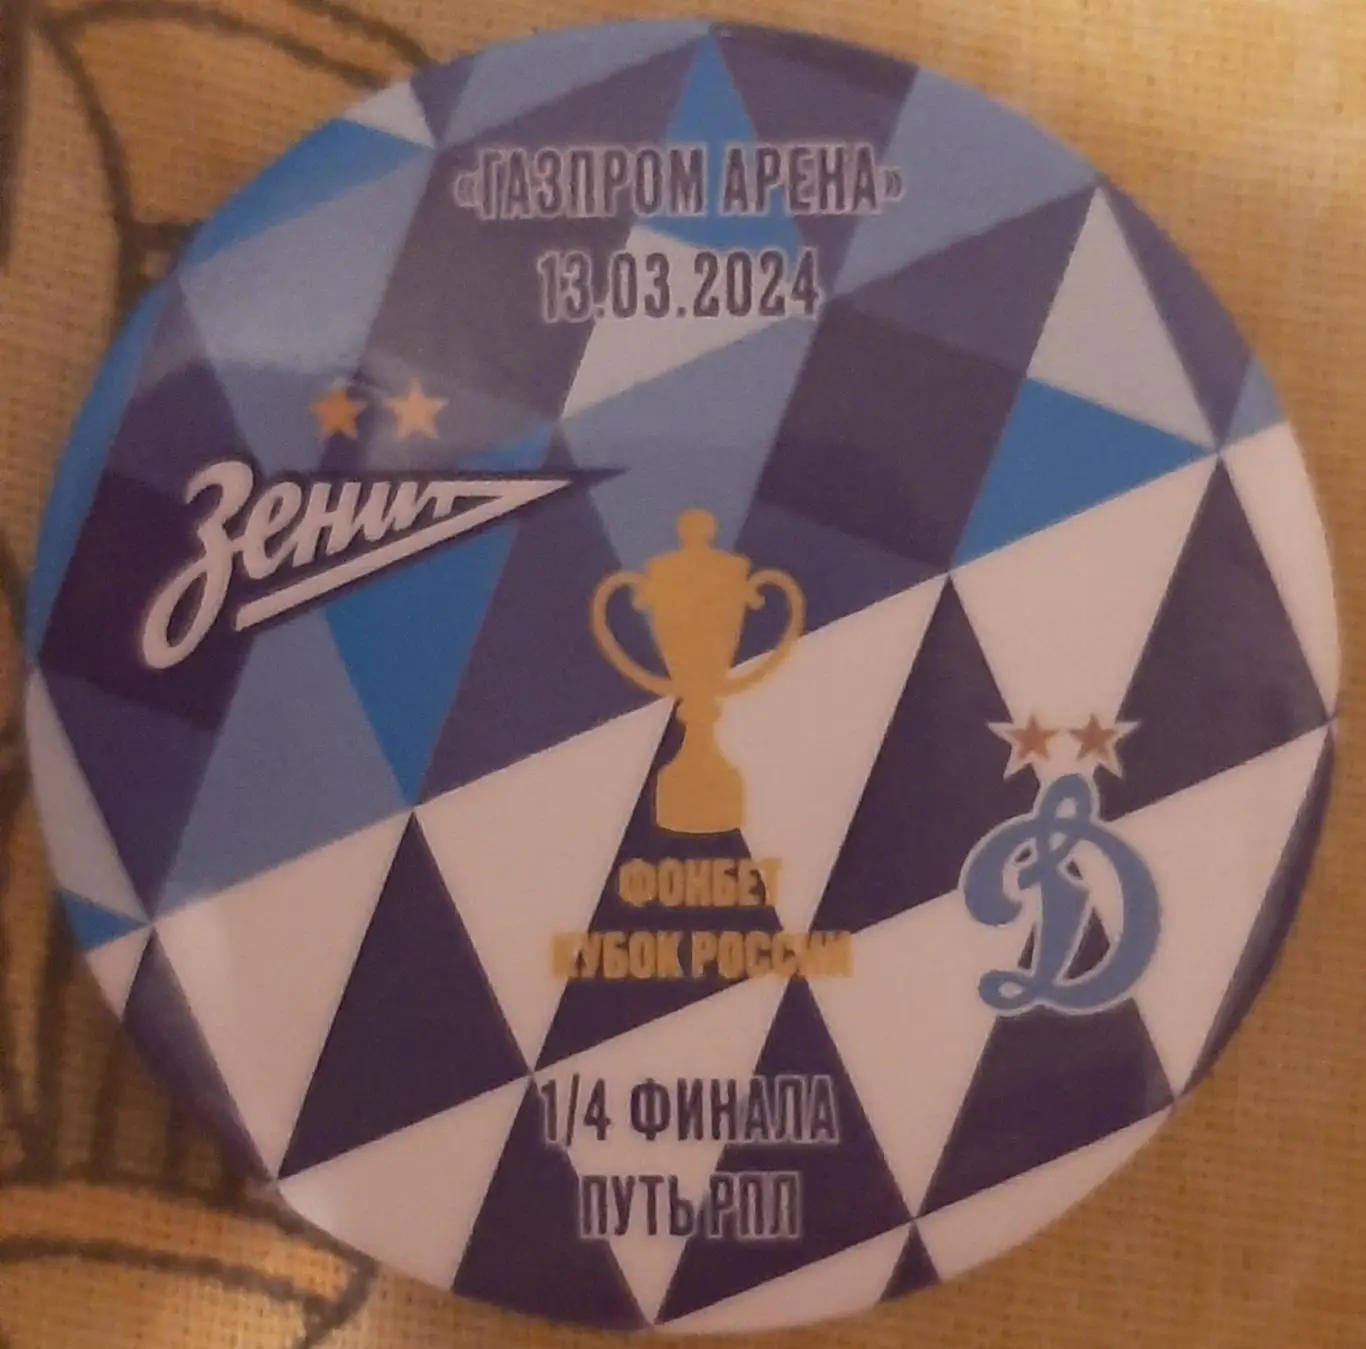 «ГАЗПРОМ АРЕНА»
13.03.2024
Зенит
ФОНБЕТ
КУБОК РОССИИ
Д
1/4 ФИНАЛА
ПУТЬ РПЛ